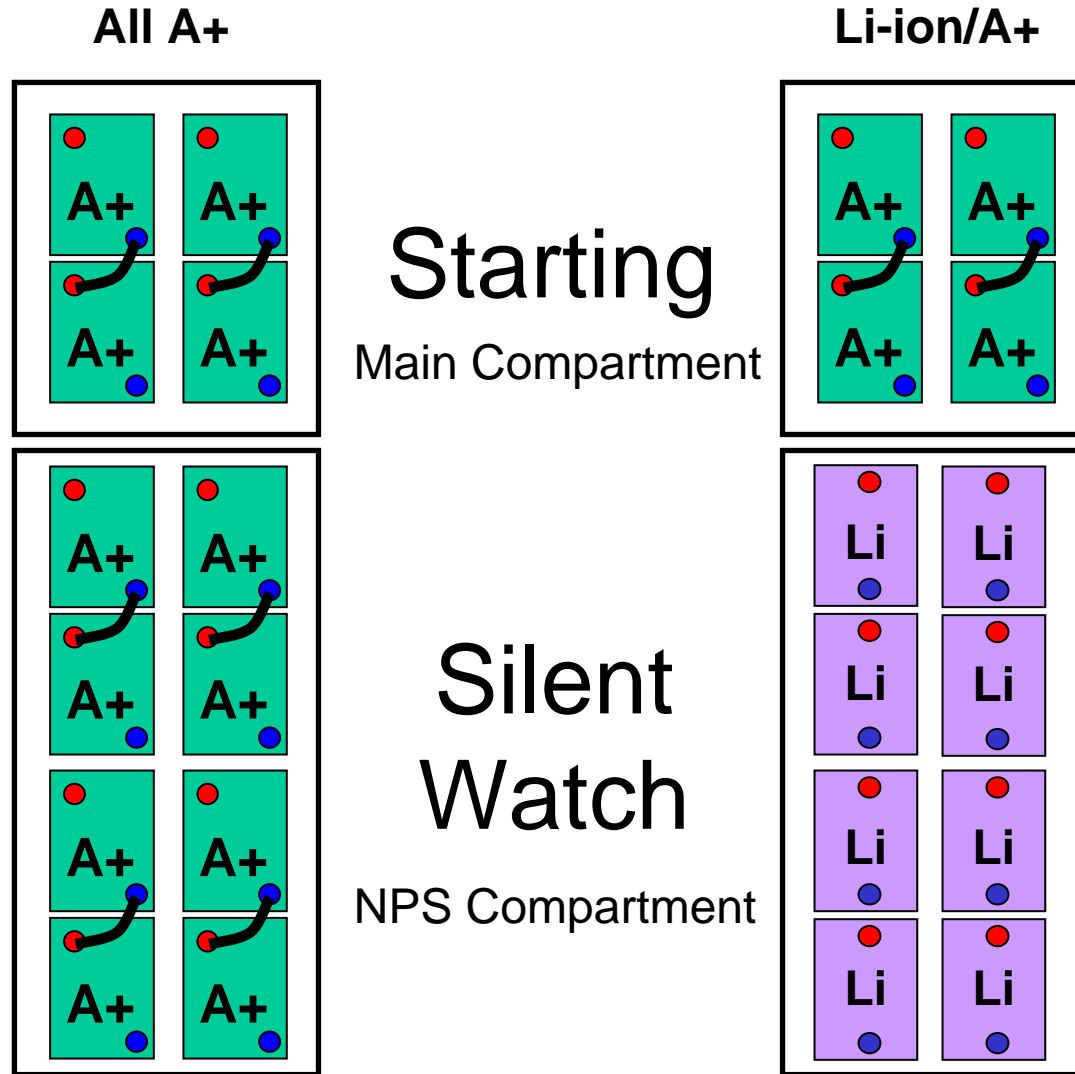 All A+
Li-ion/A+
A+ A+
A+ A+
Starting
Main Compartment
A+ A+
A+ A+
A+ A+
A+ A+
A+ A+
A+ A+
Silent
Watch
NPS Compartment
Li Li
Li Li
Li Li
Li Li